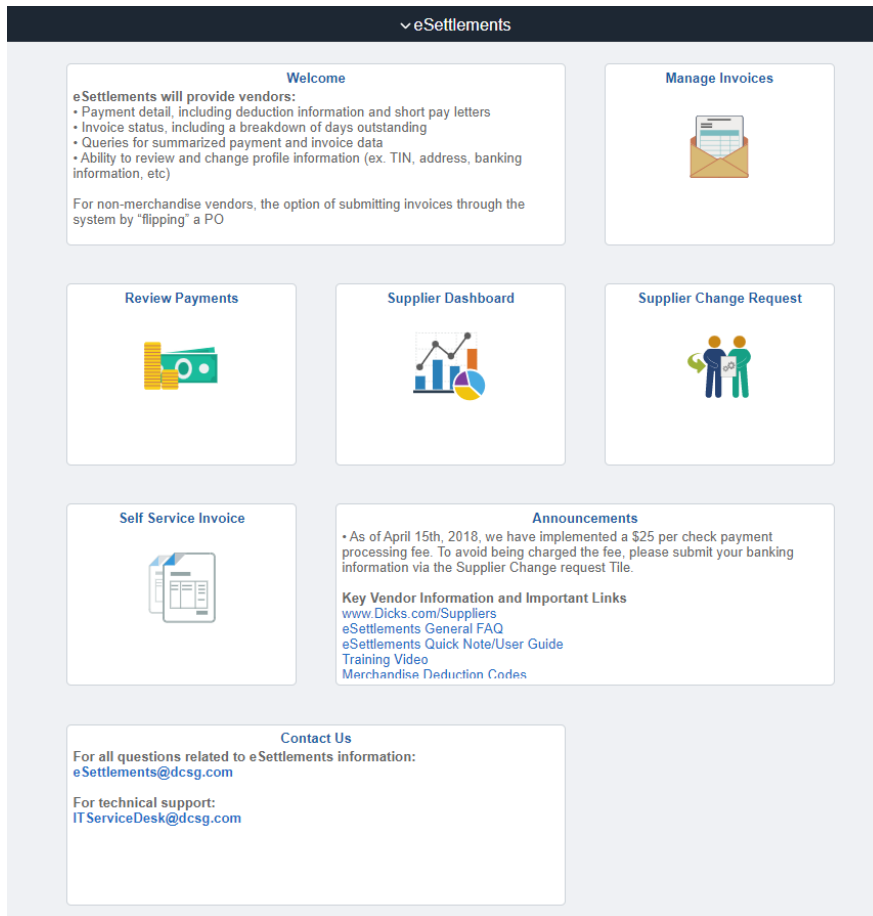 eSettlements
Welcome
eSettlements will provide vendors:
• Payment detail, including deduction information and short pay letters
• Invoice status, including a breakdown of days outstanding
• Queries for summarized payment and invoice data
• Ability to review and change profile information (ex. TIN, address, banking
information, etc)
For non-merchandise vendors, the option of submitting invoices through the
system by “flipping” a PO
Manage Invoices
Review Payments
Supplier Dashboard
Supplier Change Request
Self Service Invoice
Announcements
• As of April 15th, 2018, we have implemented a $25 per check payment
processing fee. To avoid being charged the fee, please submit your banking
information via the Supplier Change request Tile.
Key Vendor Information and Important Links
www.Dicks.com/Suppliers
eSettlements General FAQ
eSettlements Quick Note/User Guide
Training Video
Merchandise Deduction Codes
Contact Us
For all questions related to eSettlements information:
eSettlements@dcsg.com
For technical support:
ITServiceDesk@dcsg.com